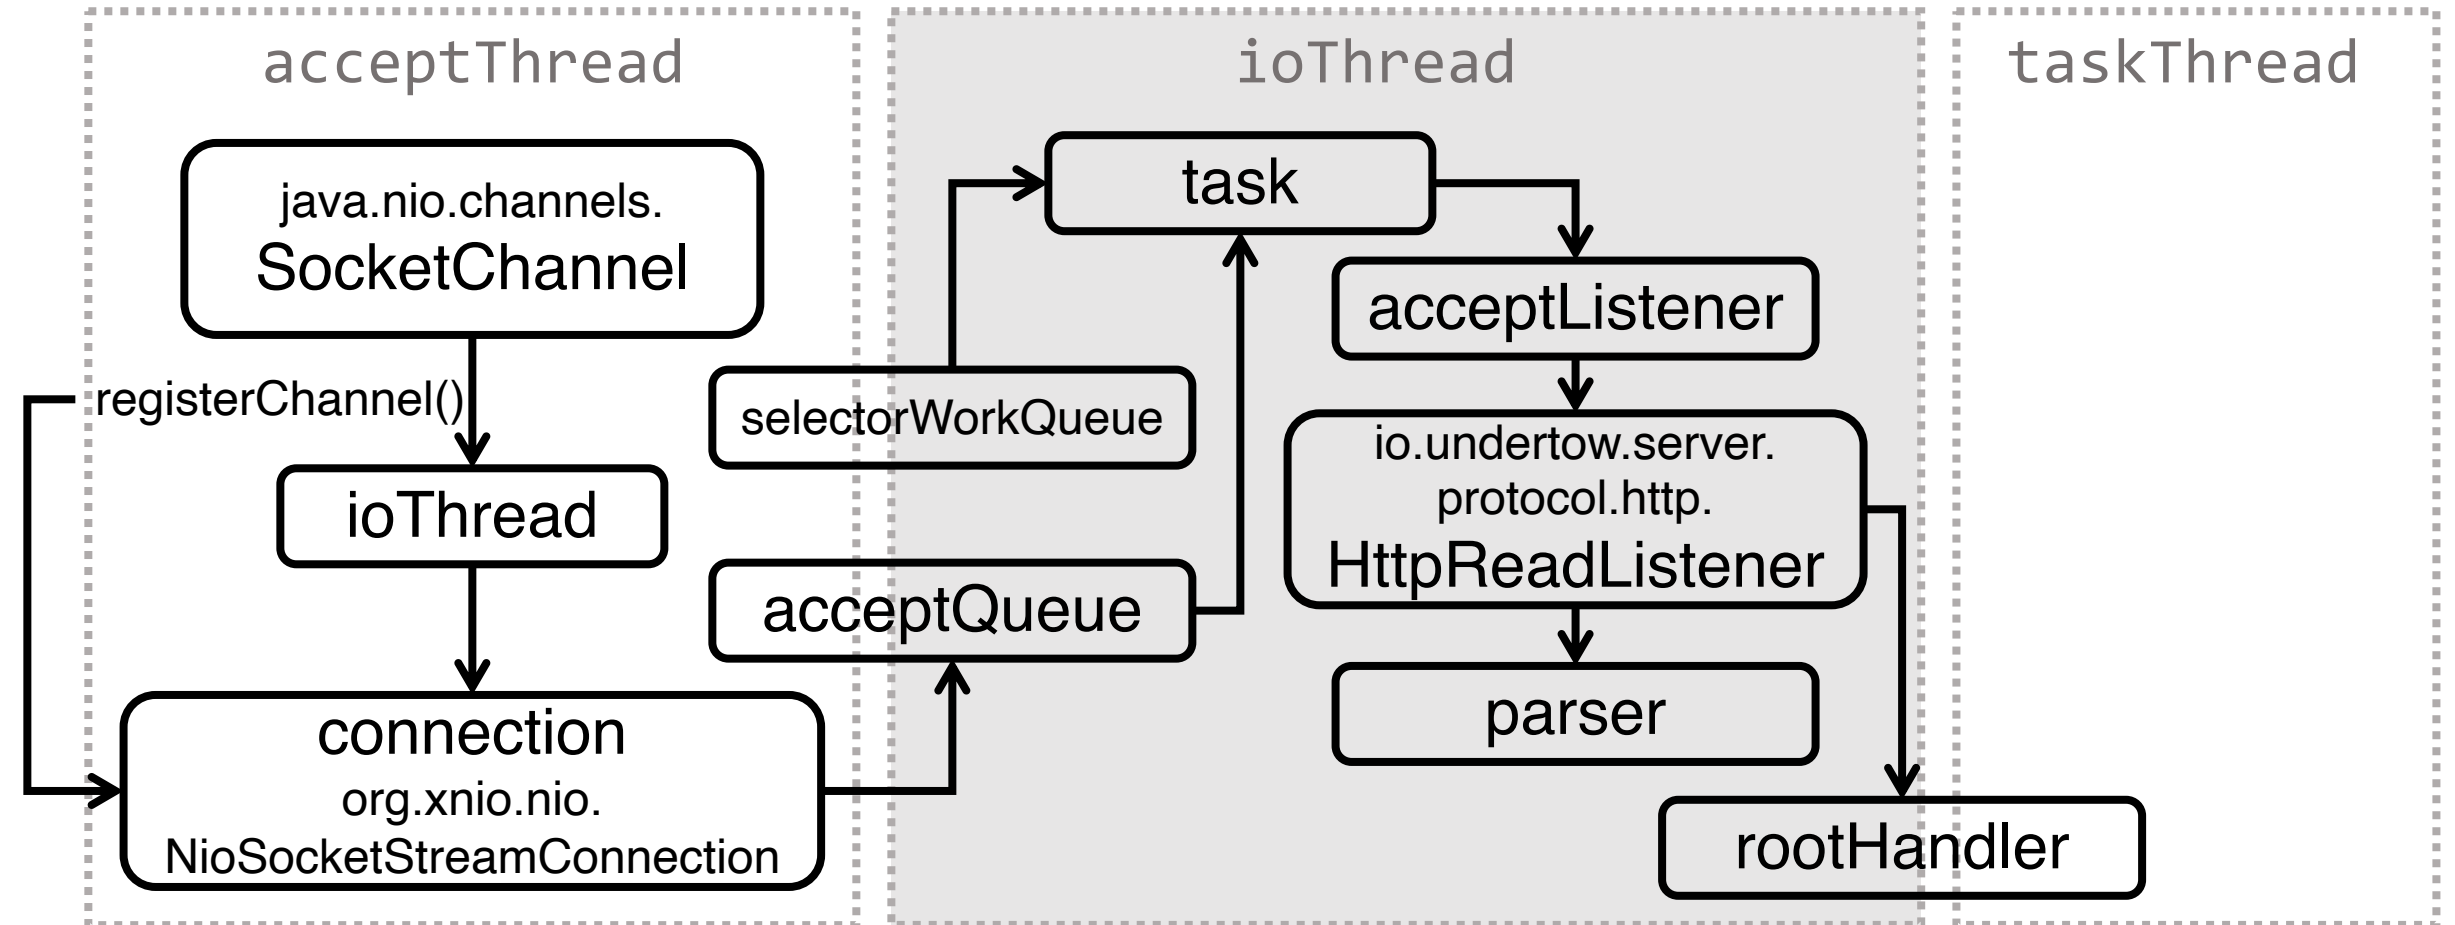 acceptThread
java.nio.channels.
SocketChannel
registerChannel()
ioThread
connection
org.xnio.nio.
NioSocketStreamConnection
ioThread
selectorWorkQueue
acceptQueue
task
acceptListener
io.undertow.server.
protocol.http.
HttpReadListener
parser
rootHandler
taskThread